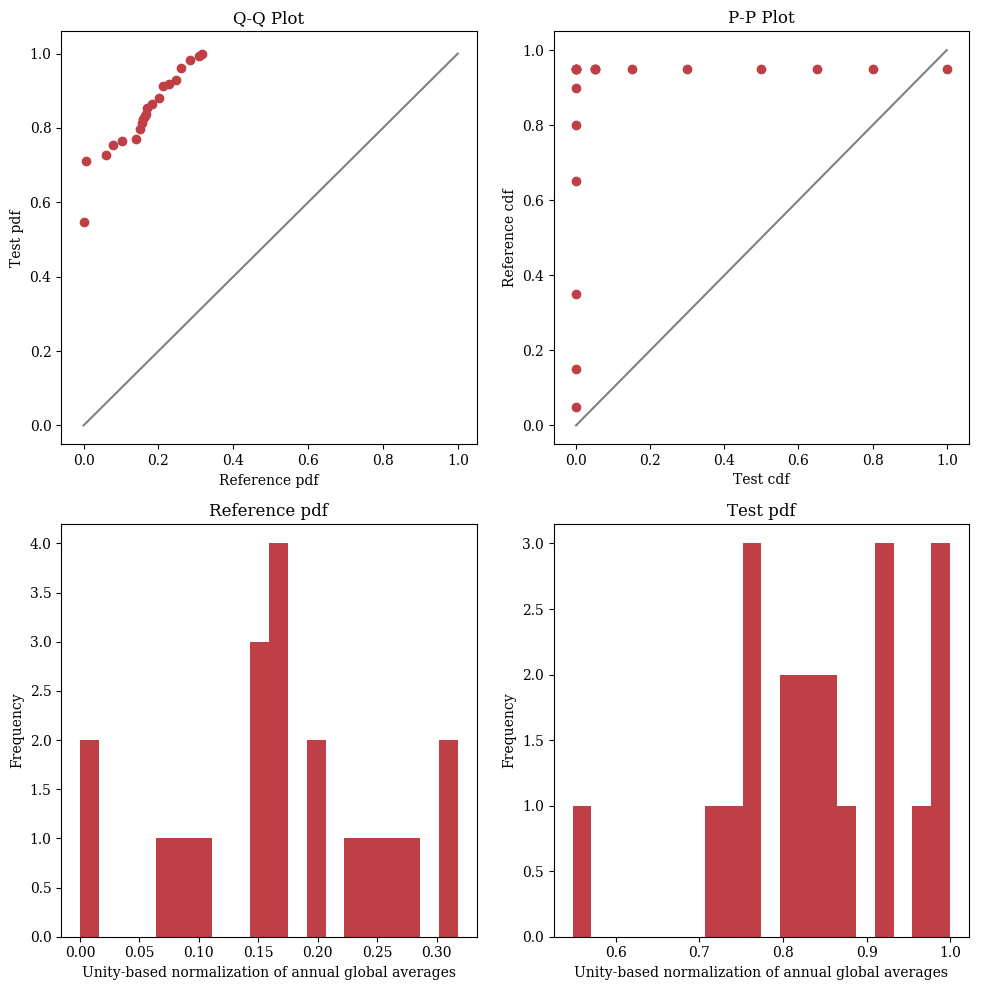 Q-Q Plot
1.0
0.8
0.6
0.4
0.2
0.0
Test pdf
0.0 0.2 0.4 0.6 0.8 1.0
Reference pdf
P-P Plot
1.0
0.8
0.6
0.4
0.2
0.0
Reference cdf
0.0 0.2 0.4 0.6 0.8 1.0
Test cdf
Reference pdf
4.0
3.5
3.0
2.5
2.0
1.5
1.0
0.5
0.0
Frequency
0.00 0.05 0.10 0.15 0.20 0.25 0.30
Unity-based normalization of annual global averages
Test pdf
3.0
2.5
2.0
1.5
1.0
0.5
0.0
Frequency
0.6 0.7 0.8 0.9 1.0
Unity-based normalization of annual global averages